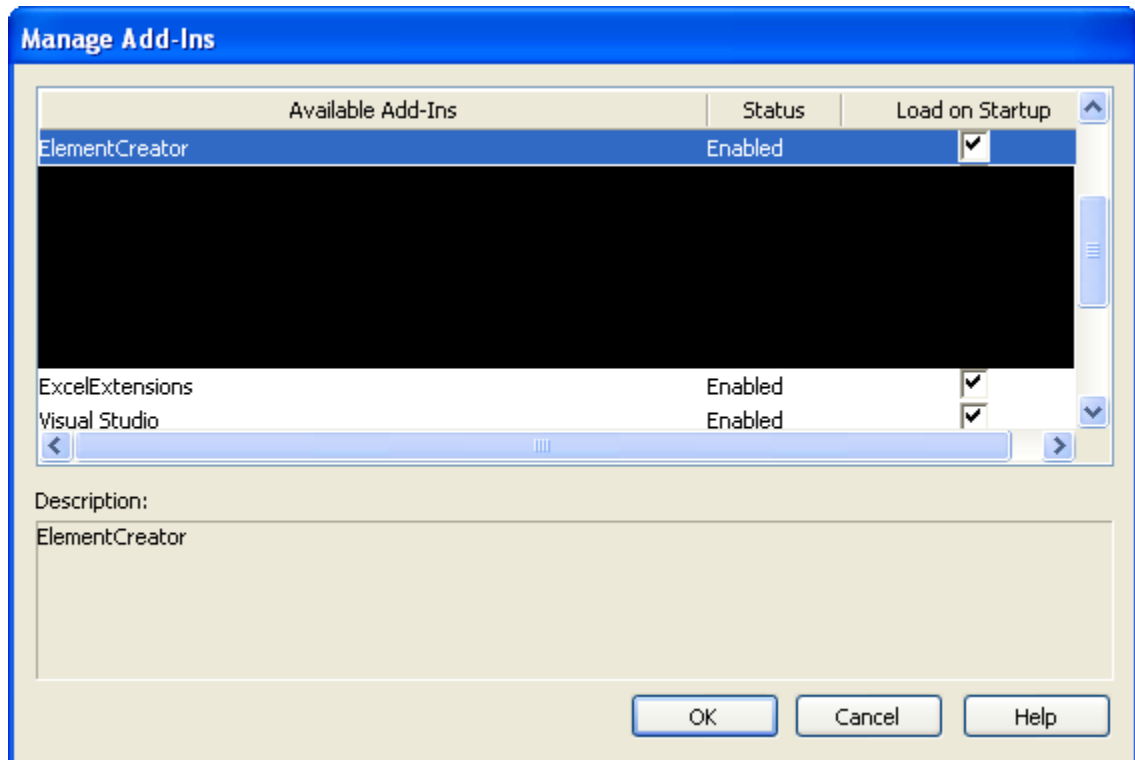 Manage Add-Ins
Available Add-Ins Status Load on Startup
ElementCreator Enabled
ExcelExtensions Enabled
Visual Studio Enabled
Description:
ElementCreator
OK Cancel Help